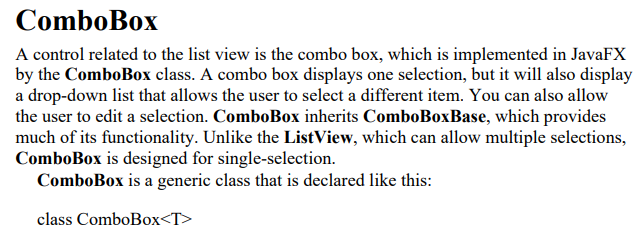 ComboBox
A control related to the list view is the combo box, which is implemented in JavaFX
by the ComboBox class. A combo box displays one selection, but it will also display
a drop-down list that allows the user to select a different item. You can also allow
the user to edit a selection. ComboBox inherits ComboBoxBase, which provides
much of its functionality. Unlike the ListView, which can allow multiple selections,
ComboBox is designed for single-selection.
ComboBox is a generic class that is declared like this:
class ComboBox<T>